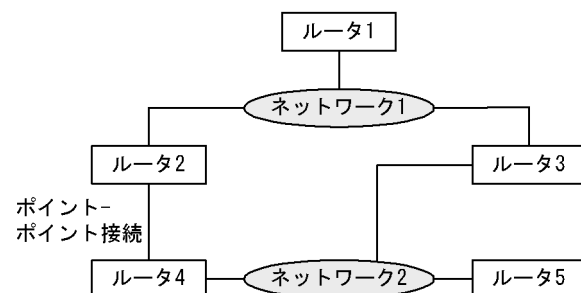 ルータ1
ネットワーク1
ルータ2
ルータ3
ポイント-
ポイント接続
ルータ4
ネットワーク2
ルータ5